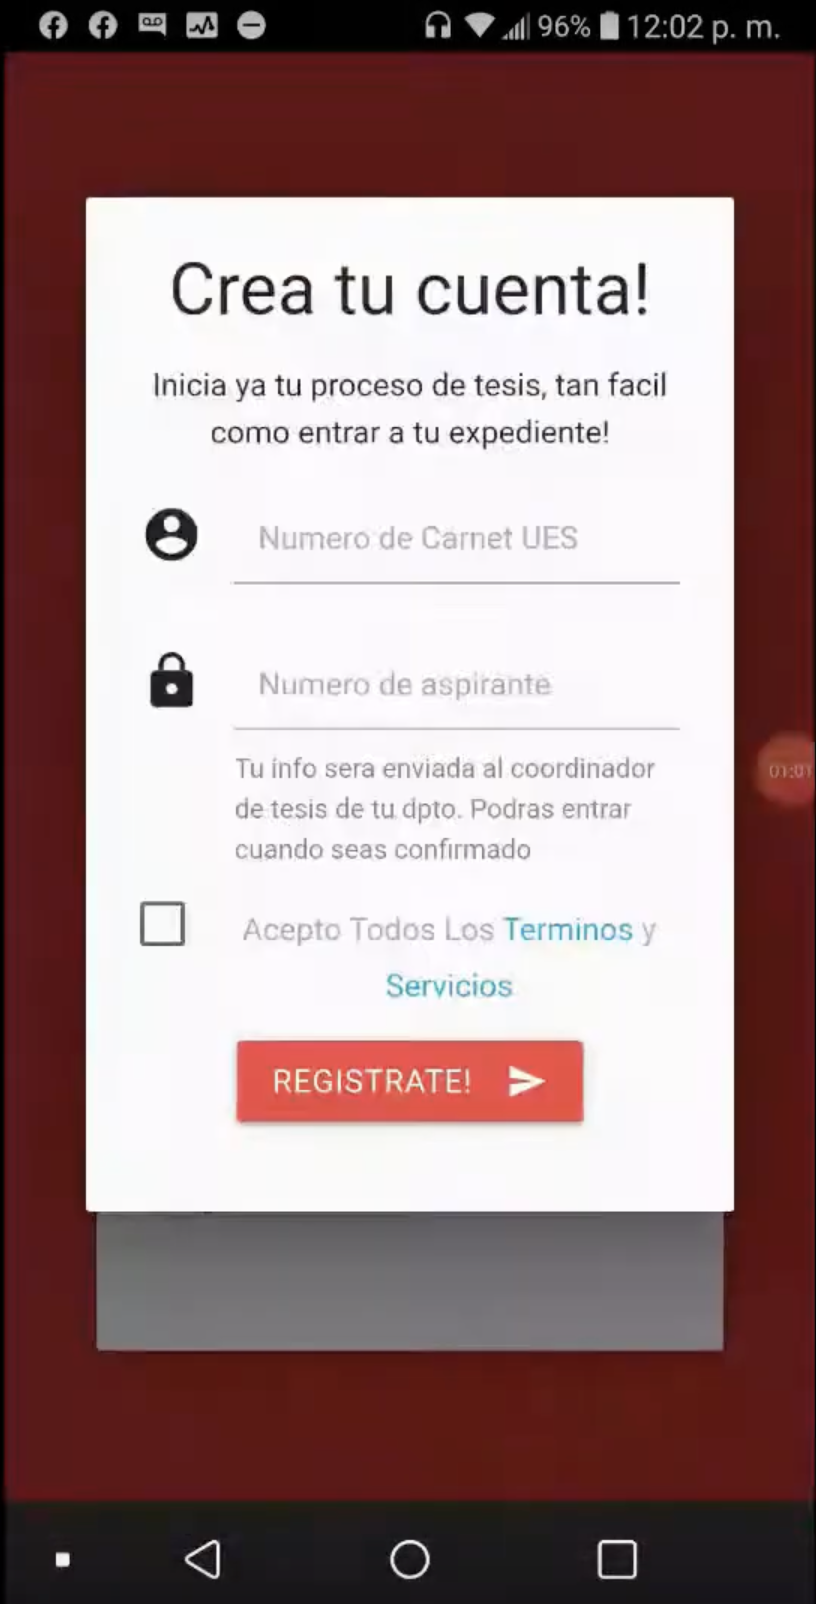 96% 12:02 p. m.
Crea tu cuenta!
Inicia ya tu proceso de tesis, tan facil
como entrar a tu expediente!
Numero de Carnet UES
Numero de aspirante
Tu info sera enviada al coordinador
de tesis de tu dpto. Podras entrar
cuando seas confirmado
01:01
Acepto Todos Los Terminos y
Servicios
REGISTRATE!